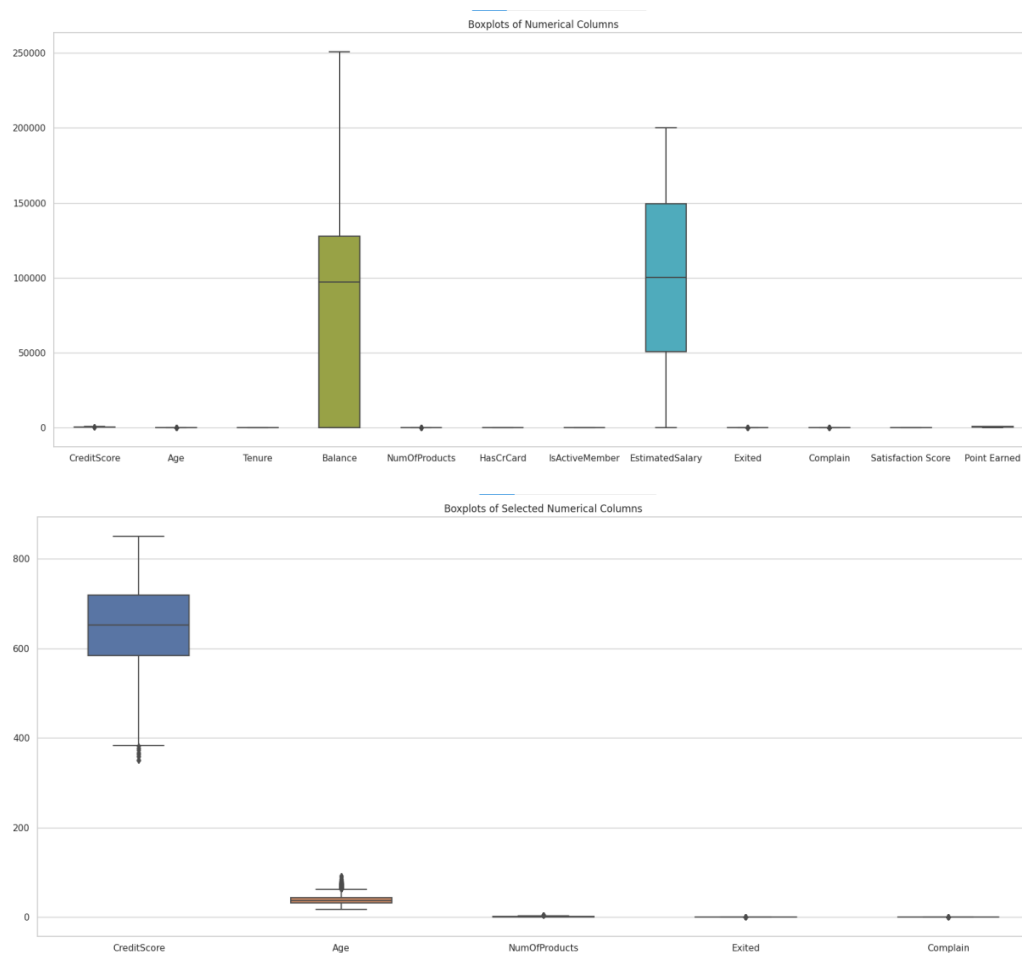 Boxplots of Numerical Columns
250000
200000
150000
100000
50000
0
CreditScore Age Tenure Balance NumOfProducts HasCrCard IsActiveMember EstimatedSalary Exited Complain Satisfaction Score Point Earned
Boxplots of Selected Numerical Columns
800
600
400
200
0
CreditScore Age NumOfProducts Exited Complain